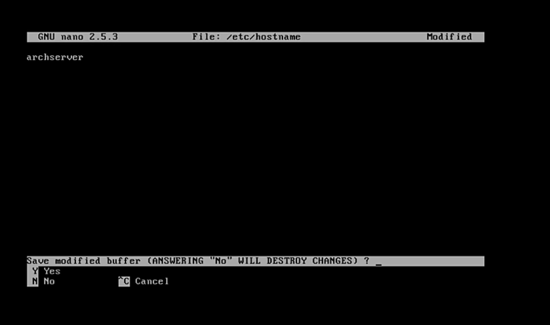 GNU nano 2.5.3 File: /etc/hostname Modified
archserver
Save modified buffer (ANSWERING "No" WILL DESTROY CHANGES) ? _
Y Yes
N No ^C Cancel